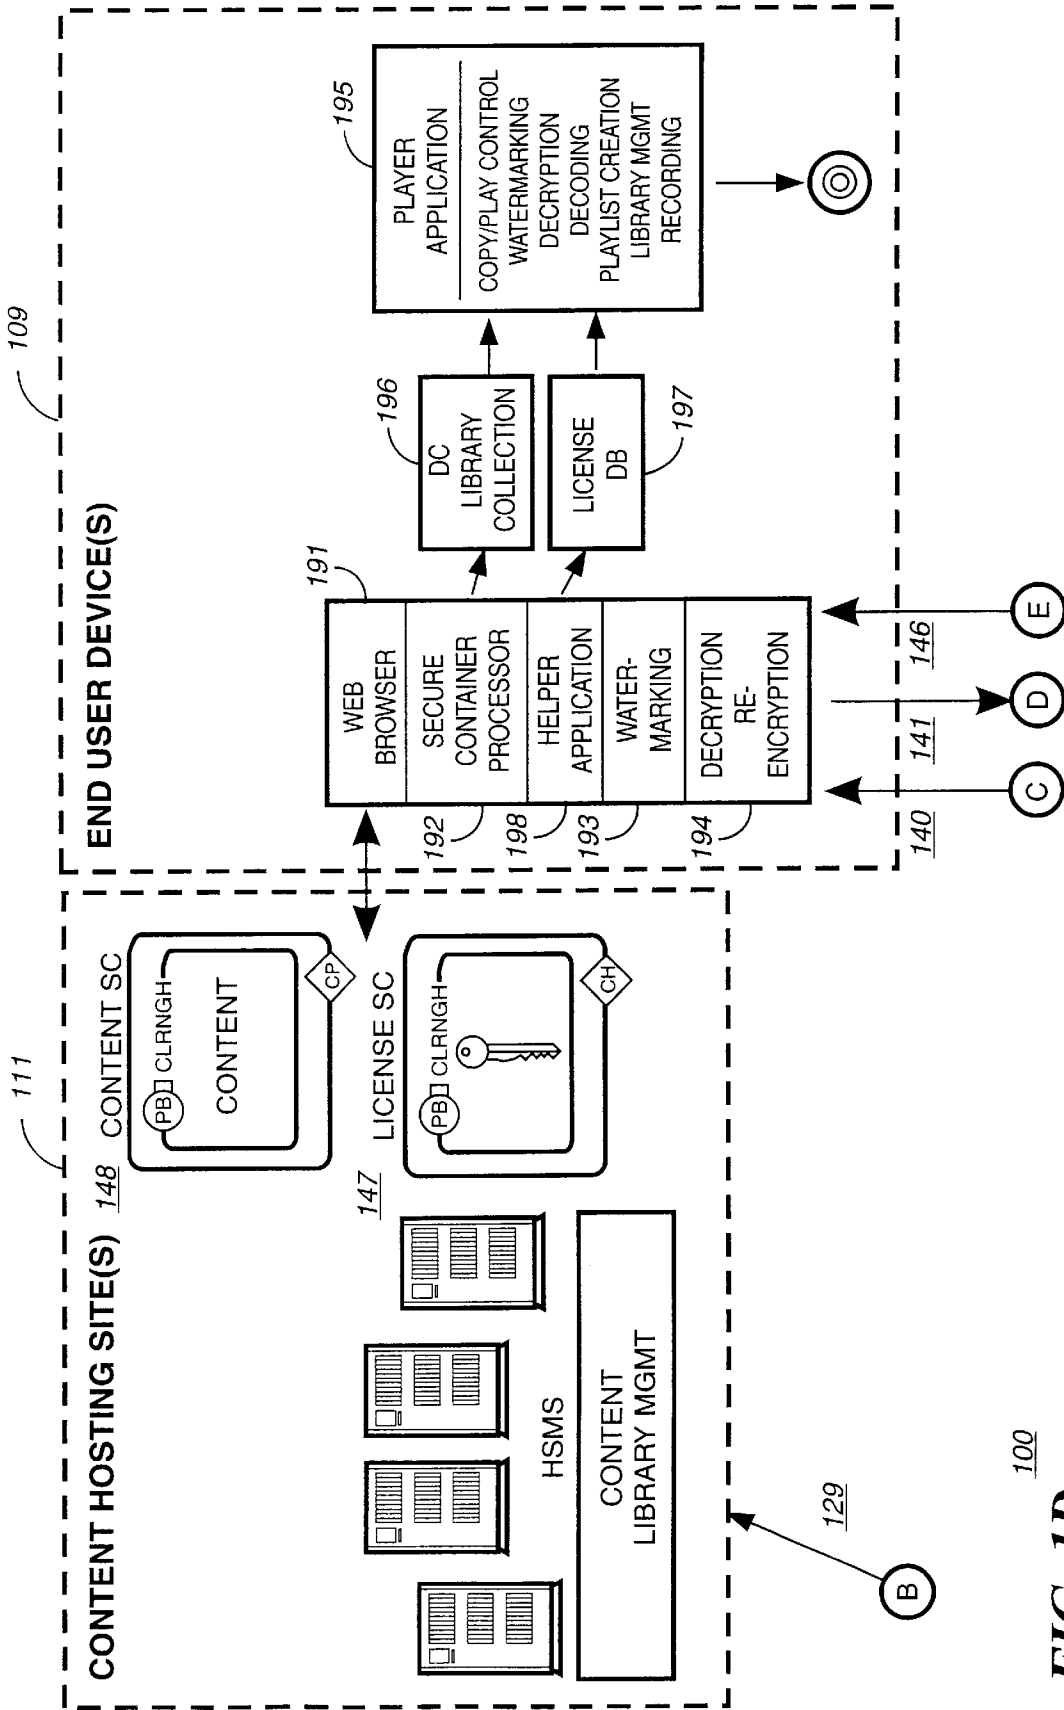 CONTENT HOSTING SITE(S)
111
148
CONTENT SC
PB
CLRNGH
CONTENT
CP
147
LICENSE SC
PB
CLRNGH
CH
HSMS
CONTENT
LIBRARY MGMT
B
129
END USER DEVICE(S)
109
191
WEB
BROWSER
SECURE
CONTAINER
PROCESSOR
HELPER
APPLICATION
WATER-
MARKING
DECRYPTION
RE-
ENCRYPTION
192
198
193
194
196
DC
LIBRARY
COLLECTION
LICENSE
DB
197
195
PLAYER
APPLICATION
COPY/PLAY CONTROL
WATERMARKING
DECRYPTION
DECODING
PLAYLIST CREATION
LIBRARY MGMT
RECORDING
140
141
146
C
D
E
100
FIG. 1D